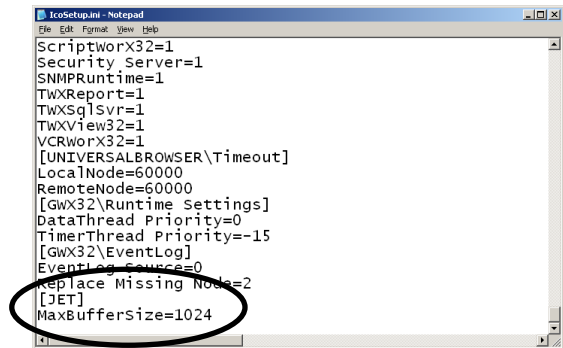 IcoSetup.ini - Notepad
File Edit Format View Help
ScriptWorX32=1
Security Server=1
SNMPRuntime=1
TWXReport=1
TWXSqlSvr=1
TWXView32=1
VCRWorX32=1
[UNIVERSALBROWSER\Timeout]
LocalNode=60000
RemoteNode=60000
[GWX32\Runtime Settings]
DataThread Priority=0
TimerThread Priority=-15
[GWX32\EventLog]
EventLog Source=0
Replace Missing Node=2
[JET]
MaxBufferSize=1024